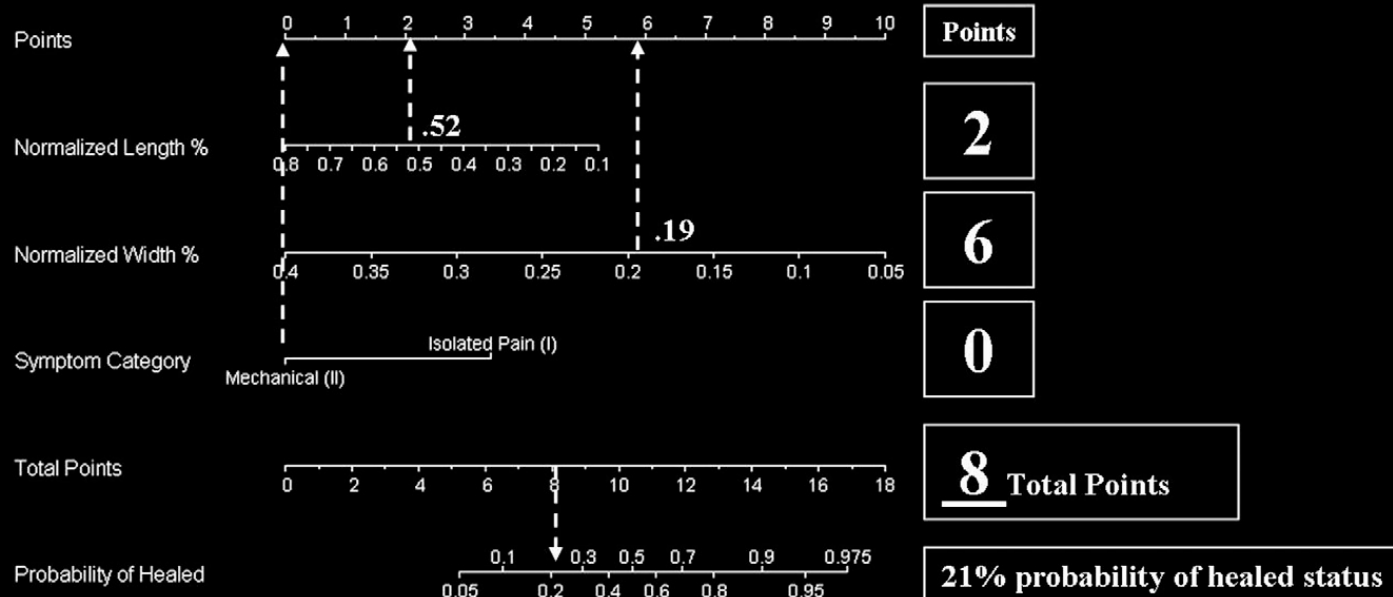 0 1 2 3 4 5 6 7 8 9 10
Points
Points
.52
Normalized Length %
0.8 0.7 0.6 0.5 0.4 0.3 0.2 0.1
2
.19
Normalized Width %
0.4 0.35 0.3 0.25 0.2 0.15 0.1 0.05
6
Isolated Pain (I)
Symptom Category
Mechanical (II)
0
Total Points
0 2 4 6 8 10 12 14 16 18
8 Total Points
0.1 0.3 0.5 0.7 0.9 0.975
Probability of Healed
0.05 0.2 0.4 0.6 0.8 0.95
21% probability of healed status